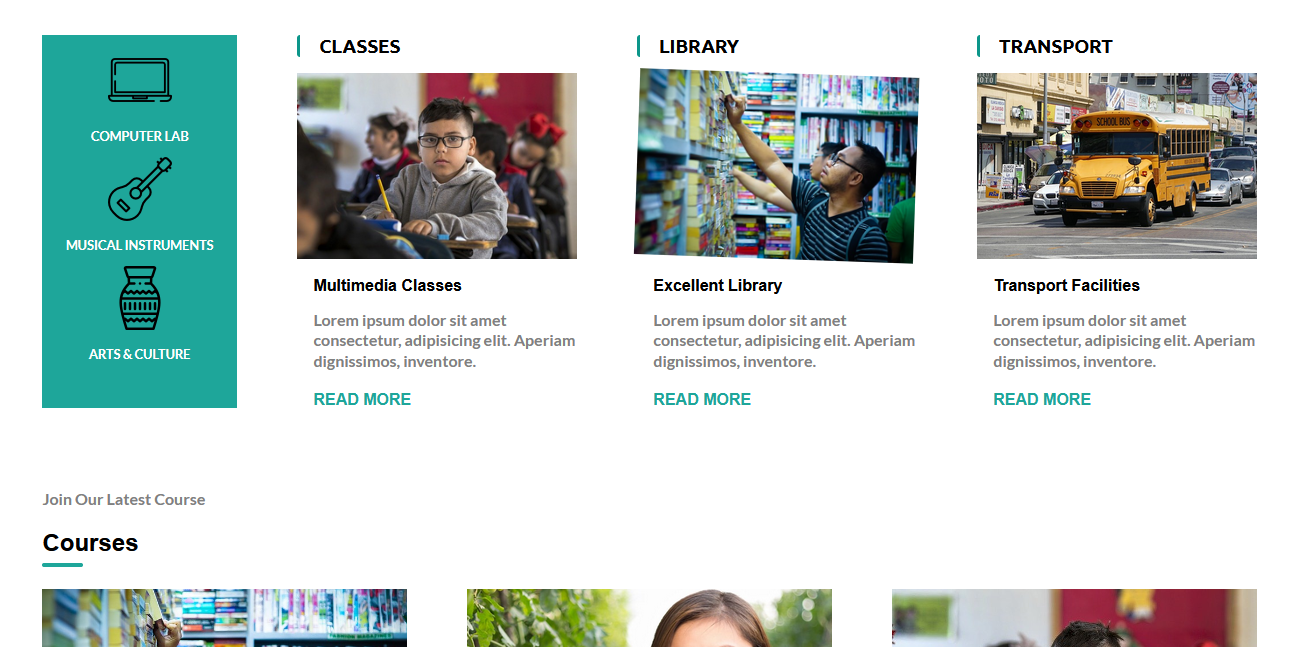 COMPUTER LAB
MUSICAL INSTRUMENTS
ARTS & CULTURE
CLASSES
Multimedia Classes
Lorem ipsum dolor sit amet
consectetur, adipisicing elit. Aperiam
dignissimos, inventore.
READ MORE
LIBRARY
Excellent Library
Lorem ipsum dolor sit amet
consectetur, adipisicing elit. Aperiam
dignissimos, inventore.
READ MORE
TRANSPORT
SCHOOL BUS
Transport Facilities
Lorem ipsum dolor sit amet
consectetur, adipisicing elit. Aperiam
dignissimos, inventore.
READ MORE
Join Our Latest Course
Courses
FASHION MAGAZINES